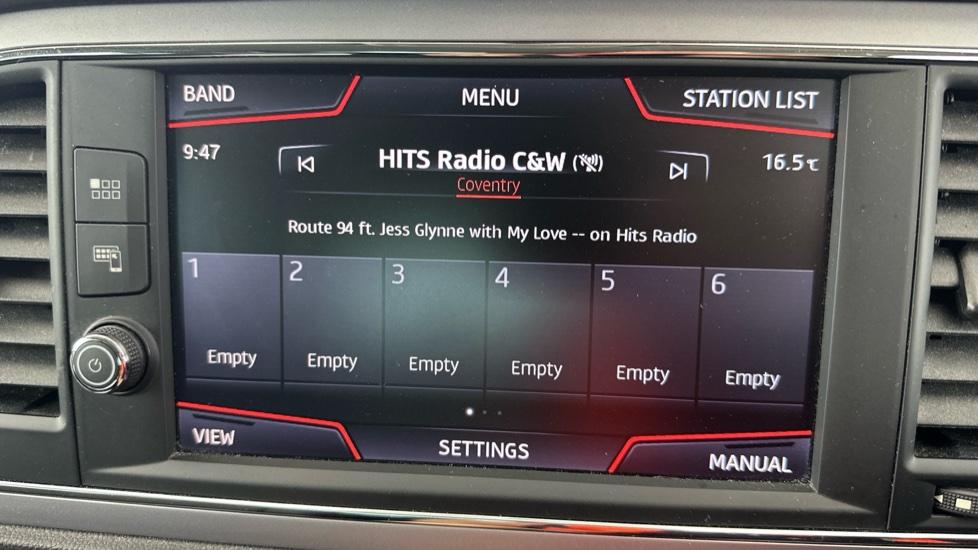 BAND
MENU
STATION LIST
9:47
HITS Radio C&W
16.5℃
Coventry
Route 94 ft. Jess Glynne with My Love -- on Hits Radio
1
2
3
4
5
6
Empty
Empty
Empty
Empty
Empty
Empty
VIEW
SETTINGS
MANUAL